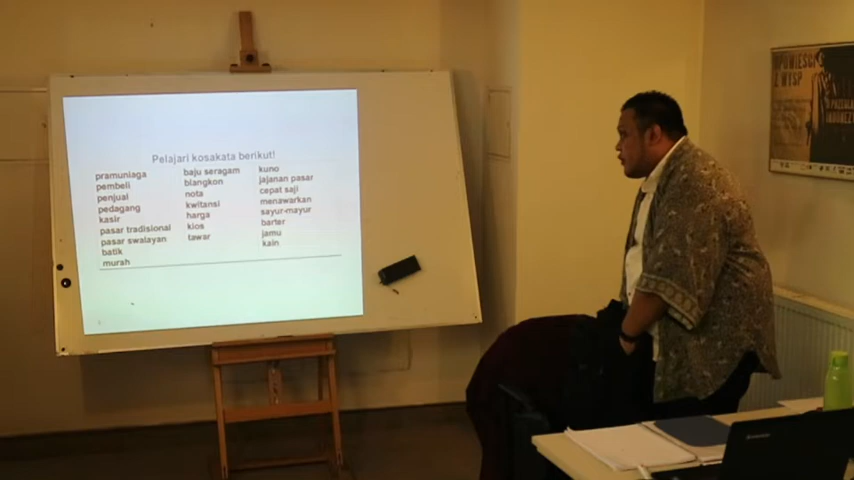 Pelajari kosakata berikut!
pramuniaga
pembeli
penjual
pedagang
kasir
pasar tradisional
pasar swalayan
batik
murah
baju seragam
blangkon
nota
kwitansi
harga
kios
tawar
kuno
jajanan pasar
cepat saji
menawarkan
sayur-mayur
barter
jamu
kain
Z WYSP